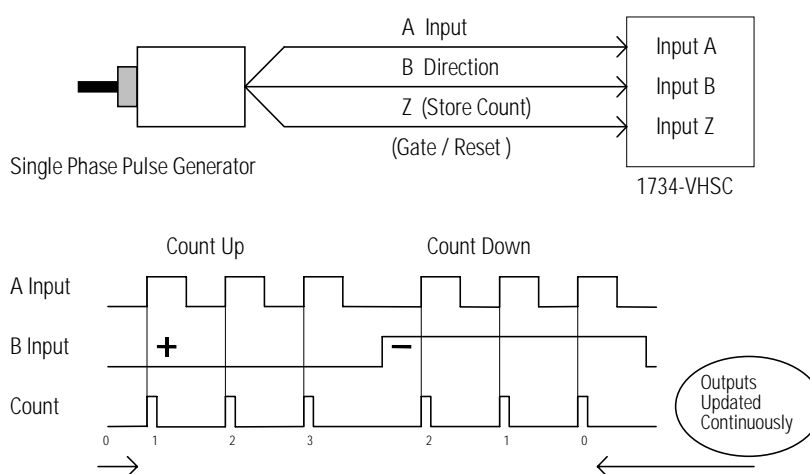 A Input
B Direction
Z (Store Count)
(Gate / Reset )
Input A
Input B
Input Z
Single Phase Pulse Generator
1734-VHSC
Count Up
Count Down
A Input
B Input
+
−
Count
0 1 2 3 2 1 0
Outputs
Updated
Continuously